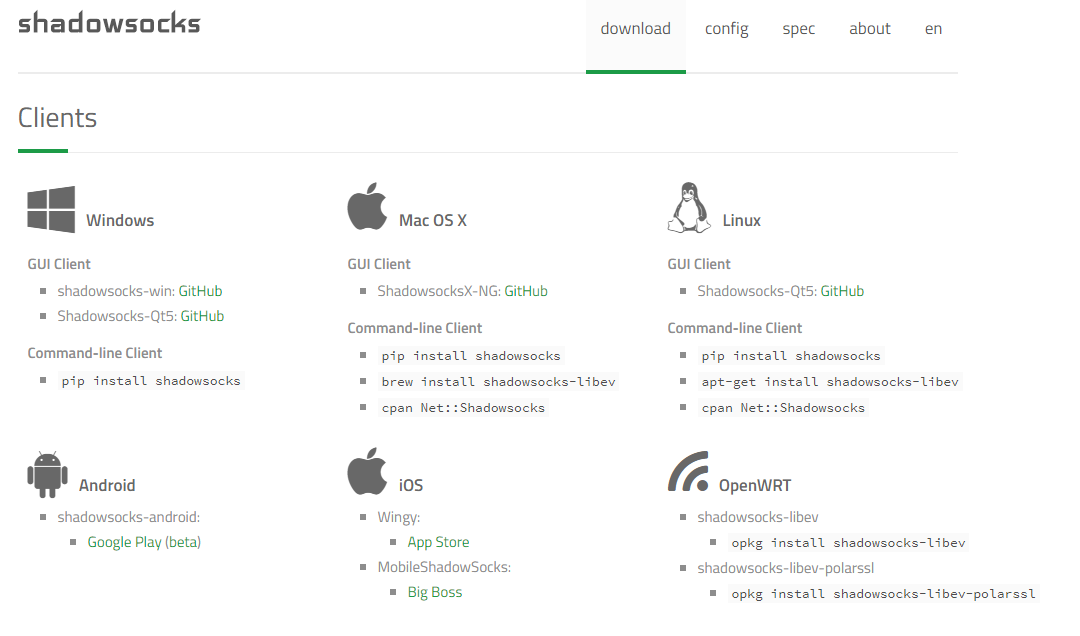 shadowsocks
download config spec about en
Clients
Windows
GUI Client
shadowsocks-win: GitHub
Shadowsocks-Qt5: GitHub
Command-line Client
pip install shadowsocks
Mac OS X
GUI Client
ShadowsocksX-NG: GitHub
Command-line Client
pip install shadowsocks
brew install shadowsocks-libev
cpan Net::Shadowsocks
Linux
GUI Client
Shadowsocks-Qt5: GitHub
Command-line Client
pip install shadowsocks
apt-get install shadowsocks-libev
cpan Net::Shadowsocks
Android
shadowsocks-android:
Google Play (beta)
iOS
Wingy:
App Store
MobileShadowSocks:
Big Boss
OpenWRT
shadowsocks-libev
opkg install shadowsocks-libev
shadowsocks-libev-polarssl
opkg install shadowsocks-libev-polarssl